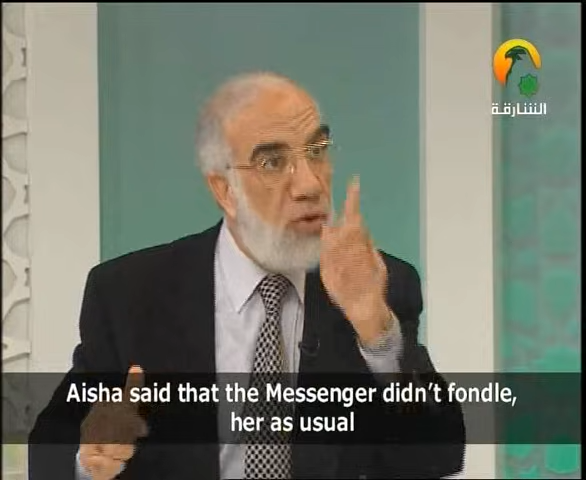 الشارقة
Aisha said that the Messenger didn't fondle,
her as usual